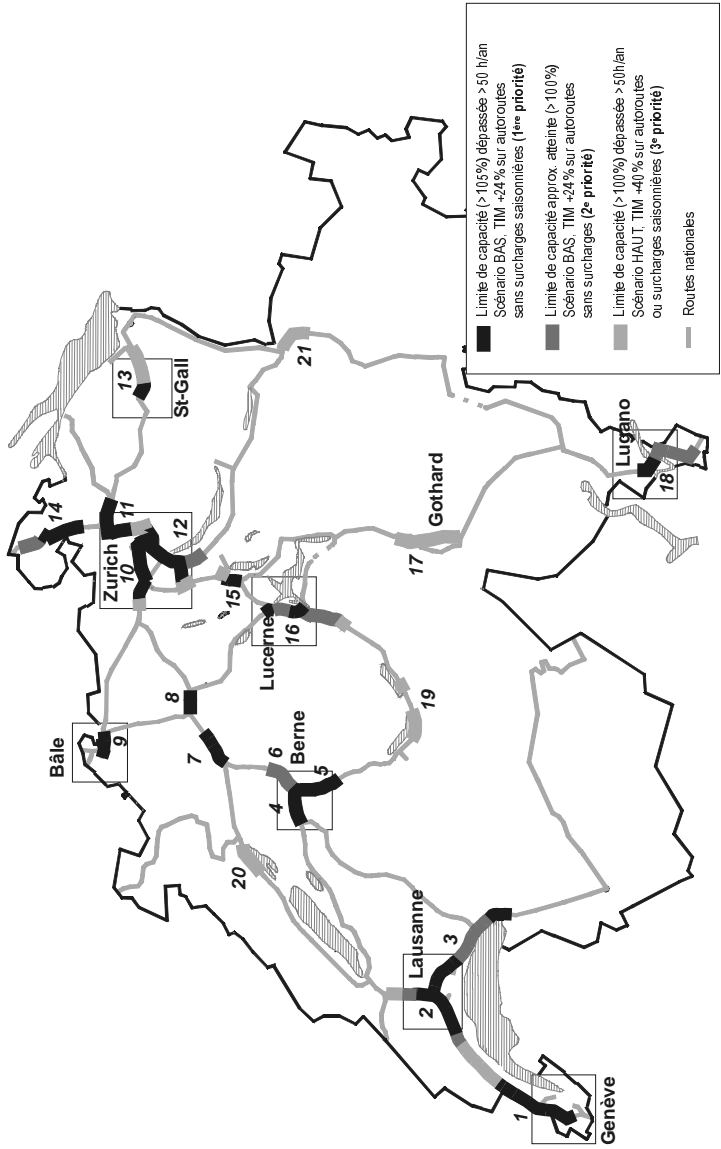 Limite de capacité (>105%) dépassée >50 h/an
Scénario BAS, TIM +24% sur autoroutes
sans surcharges saisonnières (1ère priorité)
Limite de capacité approx. atteinte (>100%)
Scénario BAS, TIM +24% sur autoroutes
sans surcharges (2e priorité)
Limite de capacité (>100%) dépassée >50h/an
Scénario HAUT, TIM +40% sur autoroutes
ou surcharges saisonnières (3e priorité)
Routes nationales
Genève
1
Lausanne
2
3
Berne
4
5
6
7
8
Bâle
9
Zurich
10
11
12
St-Gall
13
14
15
Lucerne
16
Gothard
17
Lugano
18
19
20
21